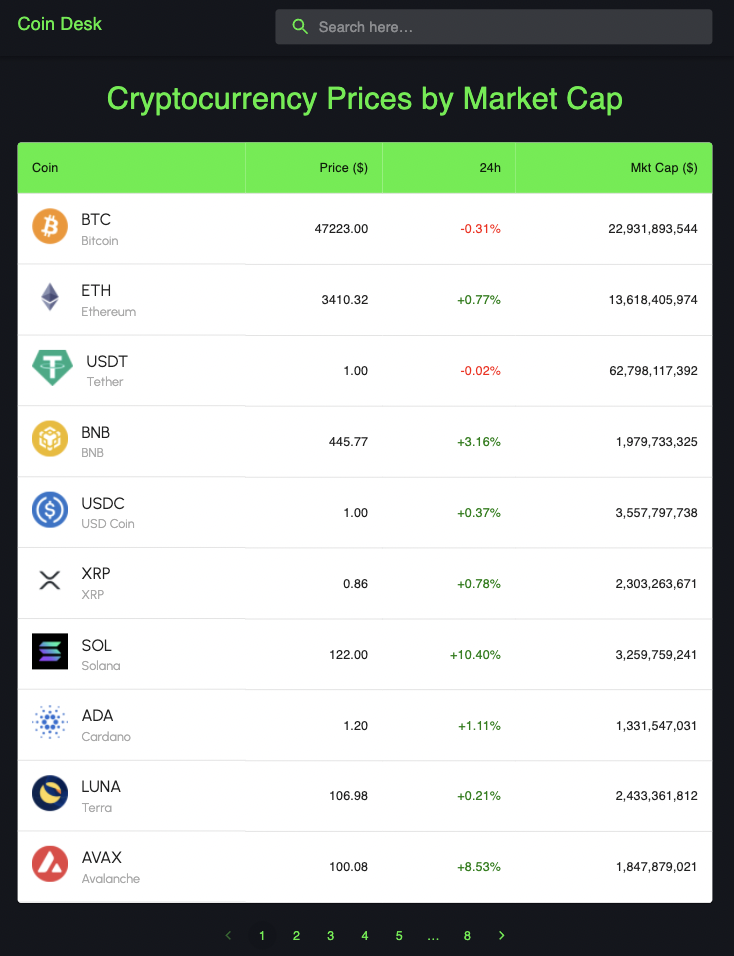 Coin Desk
Search here...
Cryptocurrency Prices by Market Cap
Coin Price ($) 24h Mkt Cap ($)
BTC
Bitcoin
47223.00 -0.31% 22,931,893,544
ETH
Ethereum
3410.32 +0.77% 13,618,405,974
USDT
Tether
1.00 -0.02% 62,798,117,392
BNB
BNB
445.77 +3.16% 1,979,733,325
USDC
USD Coin
1.00 +0.37% 3,557,797,738
XRP
XRP
0.86 +0.78% 2,303,263,671
SOL
Solana
122.00 +10.40% 3,259,759,241
ADA
Cardano
1.20 +1.11% 1,331,547,031
LUNA
Terra
106.98 +0.21% 2,433,361,812
AVAX
Avalanche
100.08 +8.53% 1,847,879,021
< 1 2 3 4 5 ... 8 >